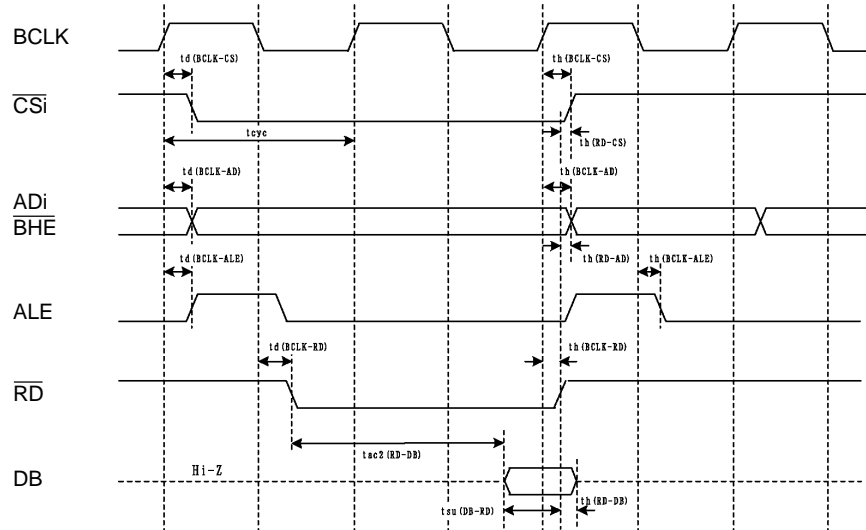 BCLK
td(BCLK-CS)
th(BCLK-CS)
CSi
tcyc
th(RD-CS)
td(BCLK-AD)
th(BCLK-AD)
ADi
BHE
td(BCLK-ALE)
th(RD-AD)
th(BCLK-ALE)
ALE
td(BCLK-RD)
th(BCLK-RD)
RD
tac2(RD-DB)
Hi-Z
DB
tsu(DB-RD)
th(RD-DB)